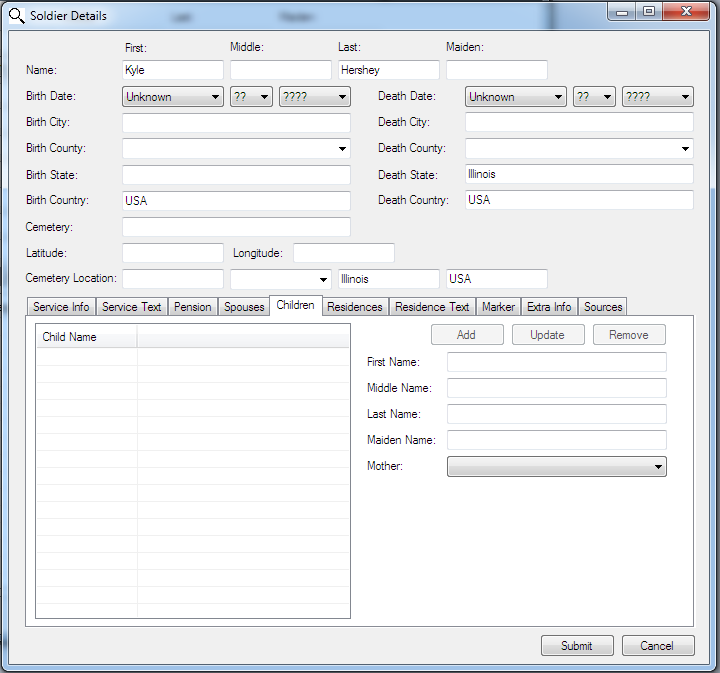 Soldier Details
First: Middle: Last: Maiden:
Name: Kyle Hershey
Birth Date: Unknown ?? ???? Death Date: Unknown ?? ????
Birth City: Death City:
Birth County: Death County:
Birth State: Death State: Illinois
Birth Country: USA Death Country: USA
Cemetery:
Latitude: Longitude:
Cemetery Location: Illinois USA
Service Info Service Text Pension Spouses Children Residences Residence Text Marker Extra Info Sources
Child Name
Add Update Remove
First Name:
Middle Name:
Last Name:
Maiden Name:
Mother:
Submit Cancel